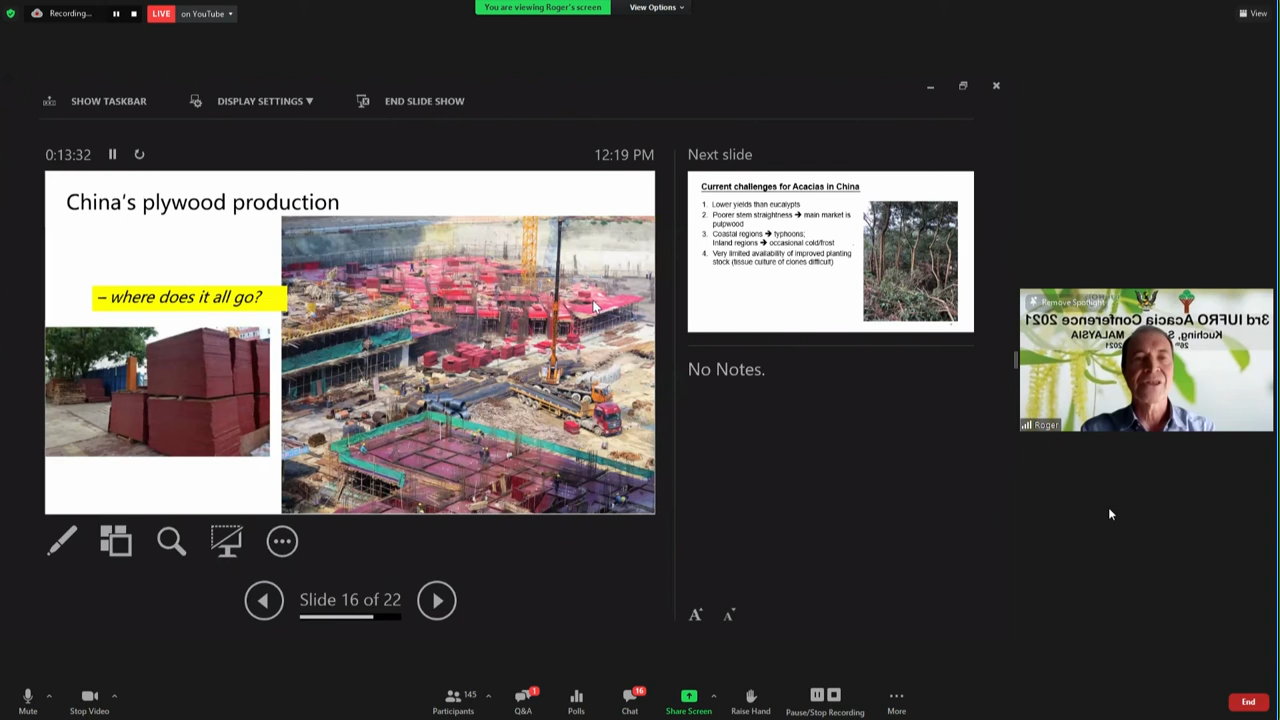 Recording...
LIVE
on YouTube
You are viewing Roger's screen
View Options
View
SHOW TASKBAR
DISPLAY SETTINGS
END SLIDE SHOW
0:13:32
12:19 PM
China's plywood production
– where does it all go?
Slide 16 of 22
Next slide
Current challenges for Acacias in China
1. Lower yields than eucalypts
2. Poorer stem straightness → main market is
pulpwood
3. Coastal regions → typhoons;
Inland regions → occasional cold/frost
4. Very limited availability of improved planting
stock (tissue culture of clones difficult)
No Notes.
A
A
Remove Spotlight
3rd IUFRO Acacia Conference 2021
Kuching, S MALAYSIA
26th 2021
Roger
Mute
Stop Video
145
Participants
1
Q&A
Polls
16
Chat
Share Screen
Raise Hand
Pause/Stop Recording
More
End